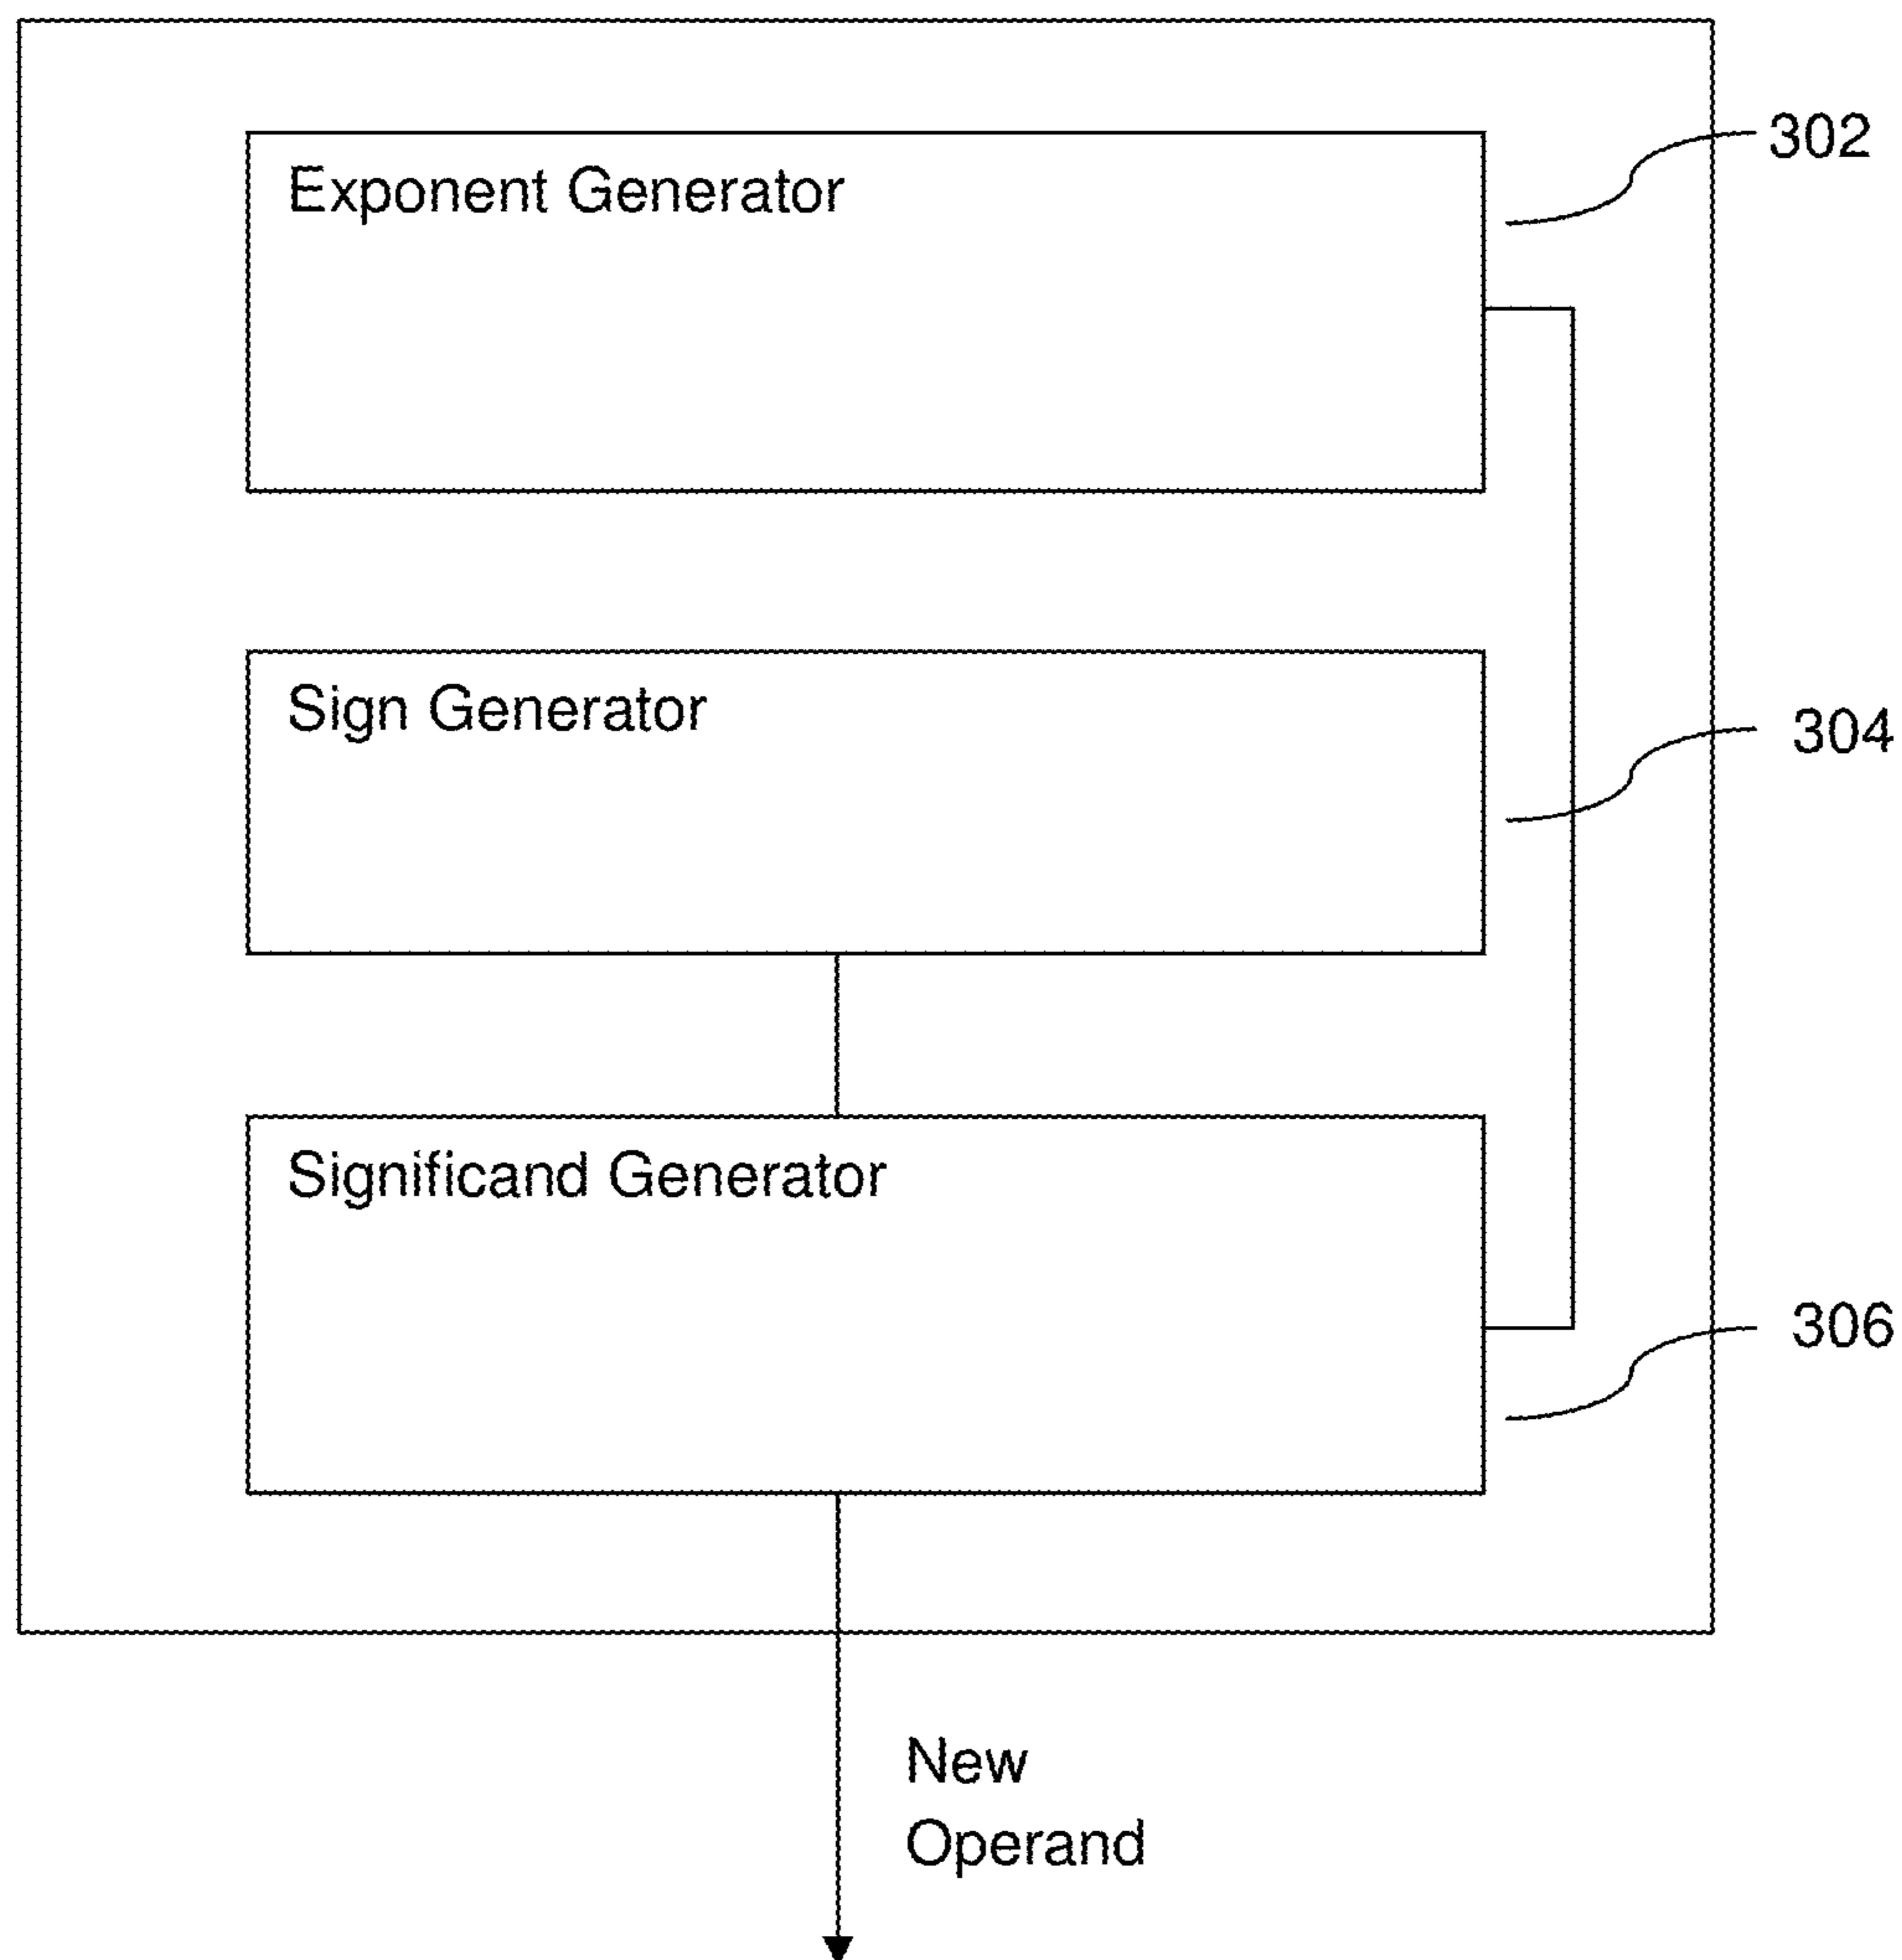 302
Exponent Generator
Sign Generator
304
Significand Generator
306
New
Operand